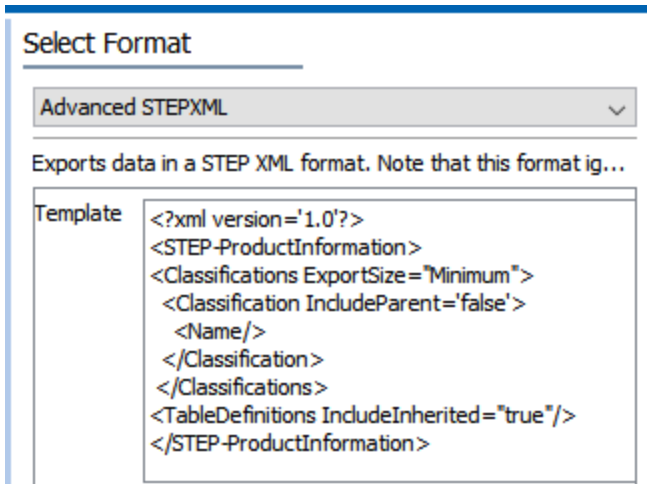 Select Format
Advanced STEPXML
Exports data in a STEP XML format. Note that this format ig...
Template
<?xml version='1.0'?>
<STEP-ProductInformation>
<Classifications ExportSize="Minimum">
<Classification IncludeParent='false'>
<Name/>
</Classification>
</Classifications>
<TableDefinitions IncludeInherited="true"/>
</STEP-ProductInformation>